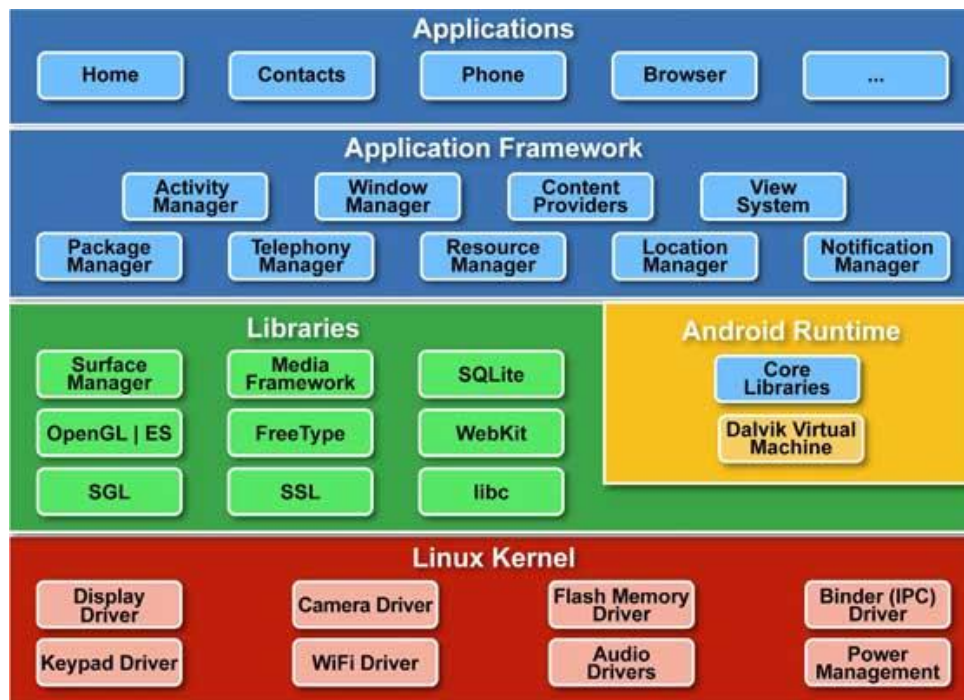 Applications
Home
Contacts
Phone
Browser
...
Application Framework
Activity
Manager
Window
Manager
Content
Providers
View
System
Package
Manager
Telephony
Manager
Resource
Manager
Location
Manager
Notification
Manager
Libraries
Surface
Manager
Media
Framework
SQLite
OpenGL | ES
FreeType
WebKit
SGL
SSL
libc
Android Runtime
Core
Libraries
Dalvik Virtual
Machine
Linux Kernel
Display
Driver
Camera Driver
Flash Memory
Driver
Binder (IPC)
Driver
Keypad Driver
WiFi Driver
Audio
Drivers
Power
Management